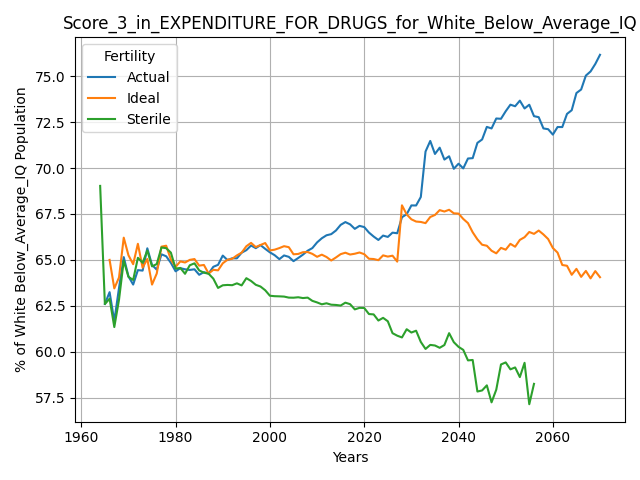 Score_3_in_EXPENDITURE_FOR_DRUGS_for_White_Below_Average_IQ
Fertility
Actual
Ideal
Sterile
% of White Below_Average_IQ Population
75.0
72.5
70.0
67.5
65.0
62.5
60.0
57.5
1960
1980
2000
2020
2040
2060
Years